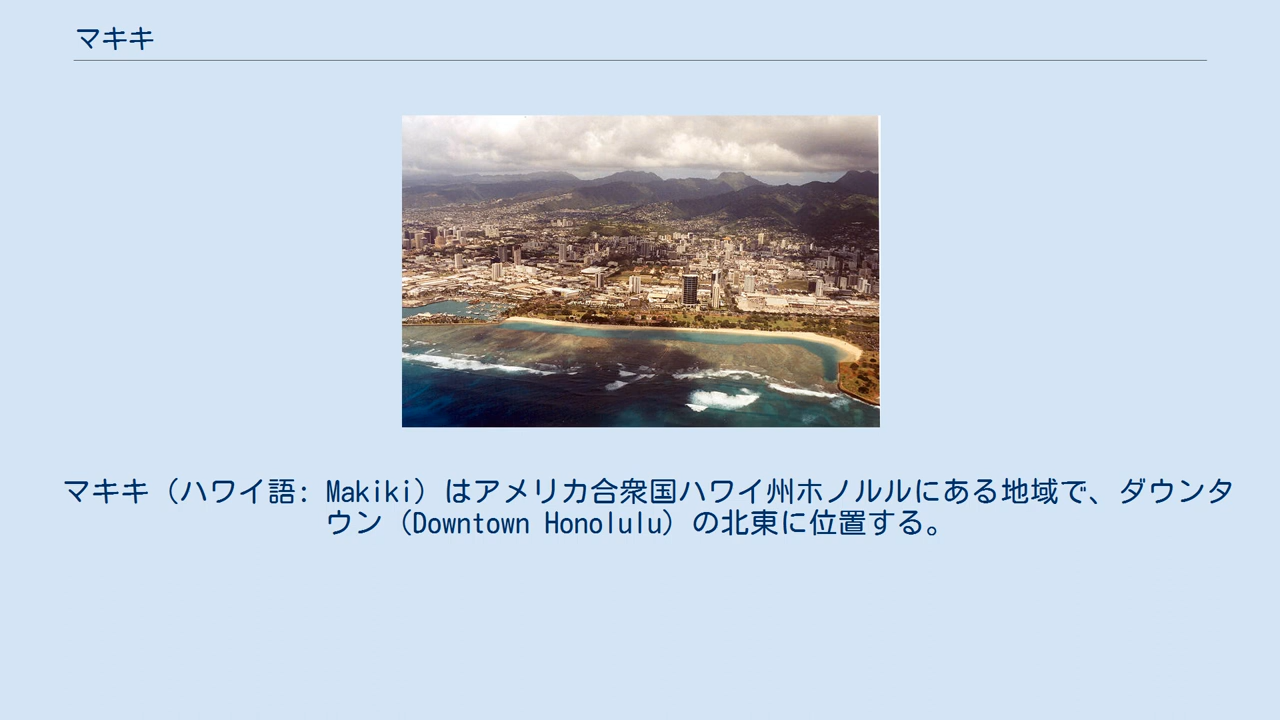 マキキ
マキキ（ハワイ語: Makiki）はアメリカ合衆国ハワイ州ホノルルにある地域で、ダウンタ
ウン（Downtown Honolulu）の北東に位置する。